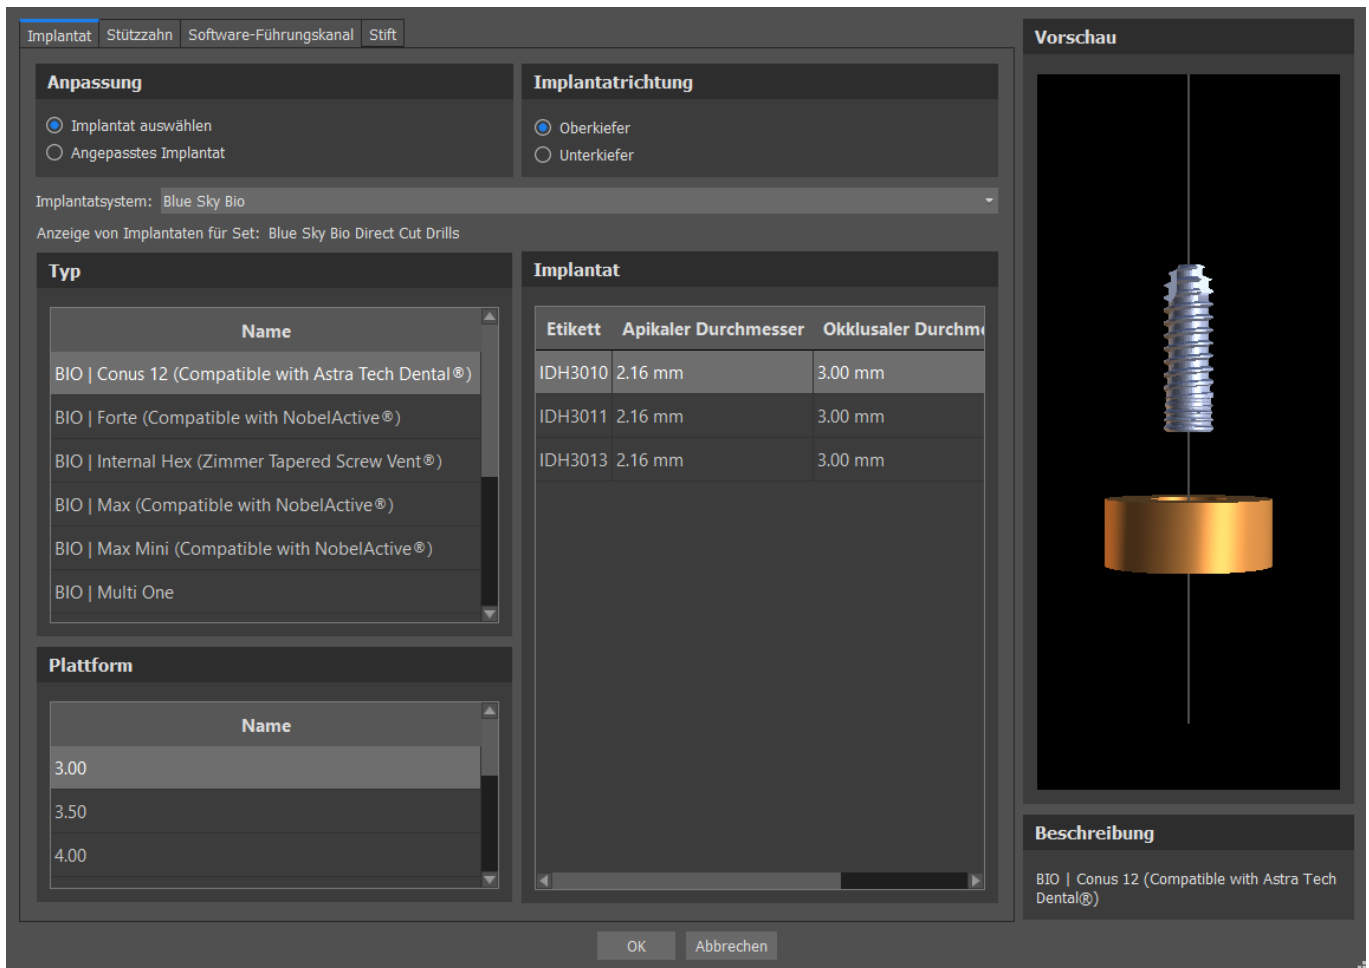 Implantat Stützzahn Software-Führungskanal Stift
Anpassung
Implantat auswählen
Angepasstes Implantat
Implantatrichtung
Oberkiefer
Unterkiefer
Implantatsystem: Blue Sky Bio
Anzeige von Implantaten für Set: Blue Sky Bio Direct Cut Drills
Typ
Name
BIO | Conus 12 (Compatible with Astra Tech Dental®)
BIO | Forte (Compatible with NobelActive®)
BIO | Internal Hex (Zimmer Tapered Screw Vent®)
BIO | Max (Compatible with NobelActive®)
BIO | Max Mini (Compatible with NobelActive®)
BIO | Multi One
Plattform
Name
3.00
3.50
4.00
Implantat
Etikett Apikaler Durchmesser Okklusaler Durchme
IDH3010 2.16 mm 3.00 mm
IDH3011 2.16 mm 3.00 mm
IDH3013 2.16 mm 3.00 mm
Vorschau
Beschreibung
BIO | Conus 12 (Compatible with Astra Tech
Dental®)
OK Abbrechen